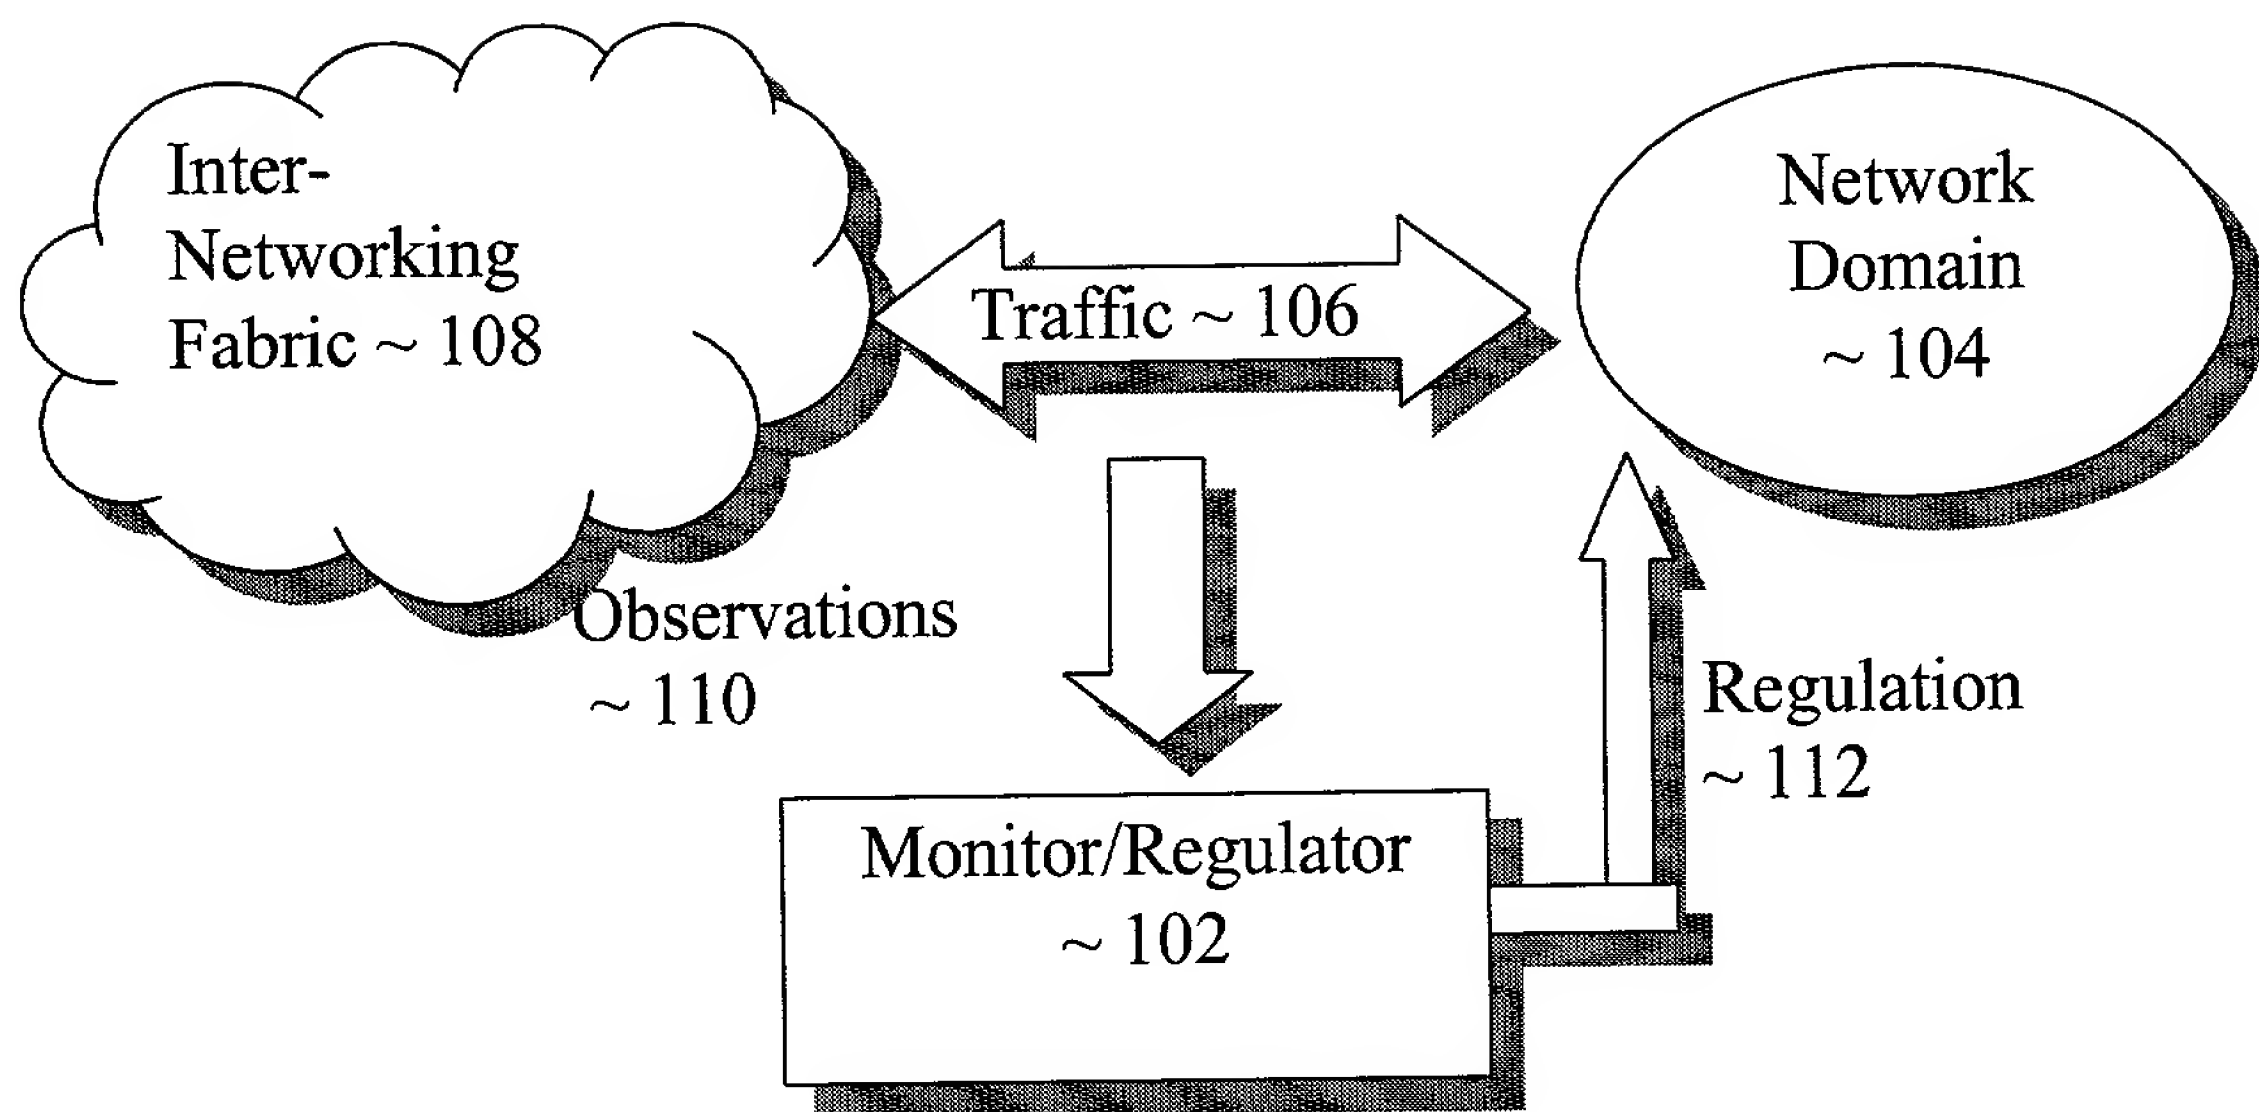 Inter-
Networking
Fabric ~ 108
Traffic ~ 106
Network
Domain
~ 104
Observations
~ 110
Regulation
~ 112
Monitor/Regulator
~ 102